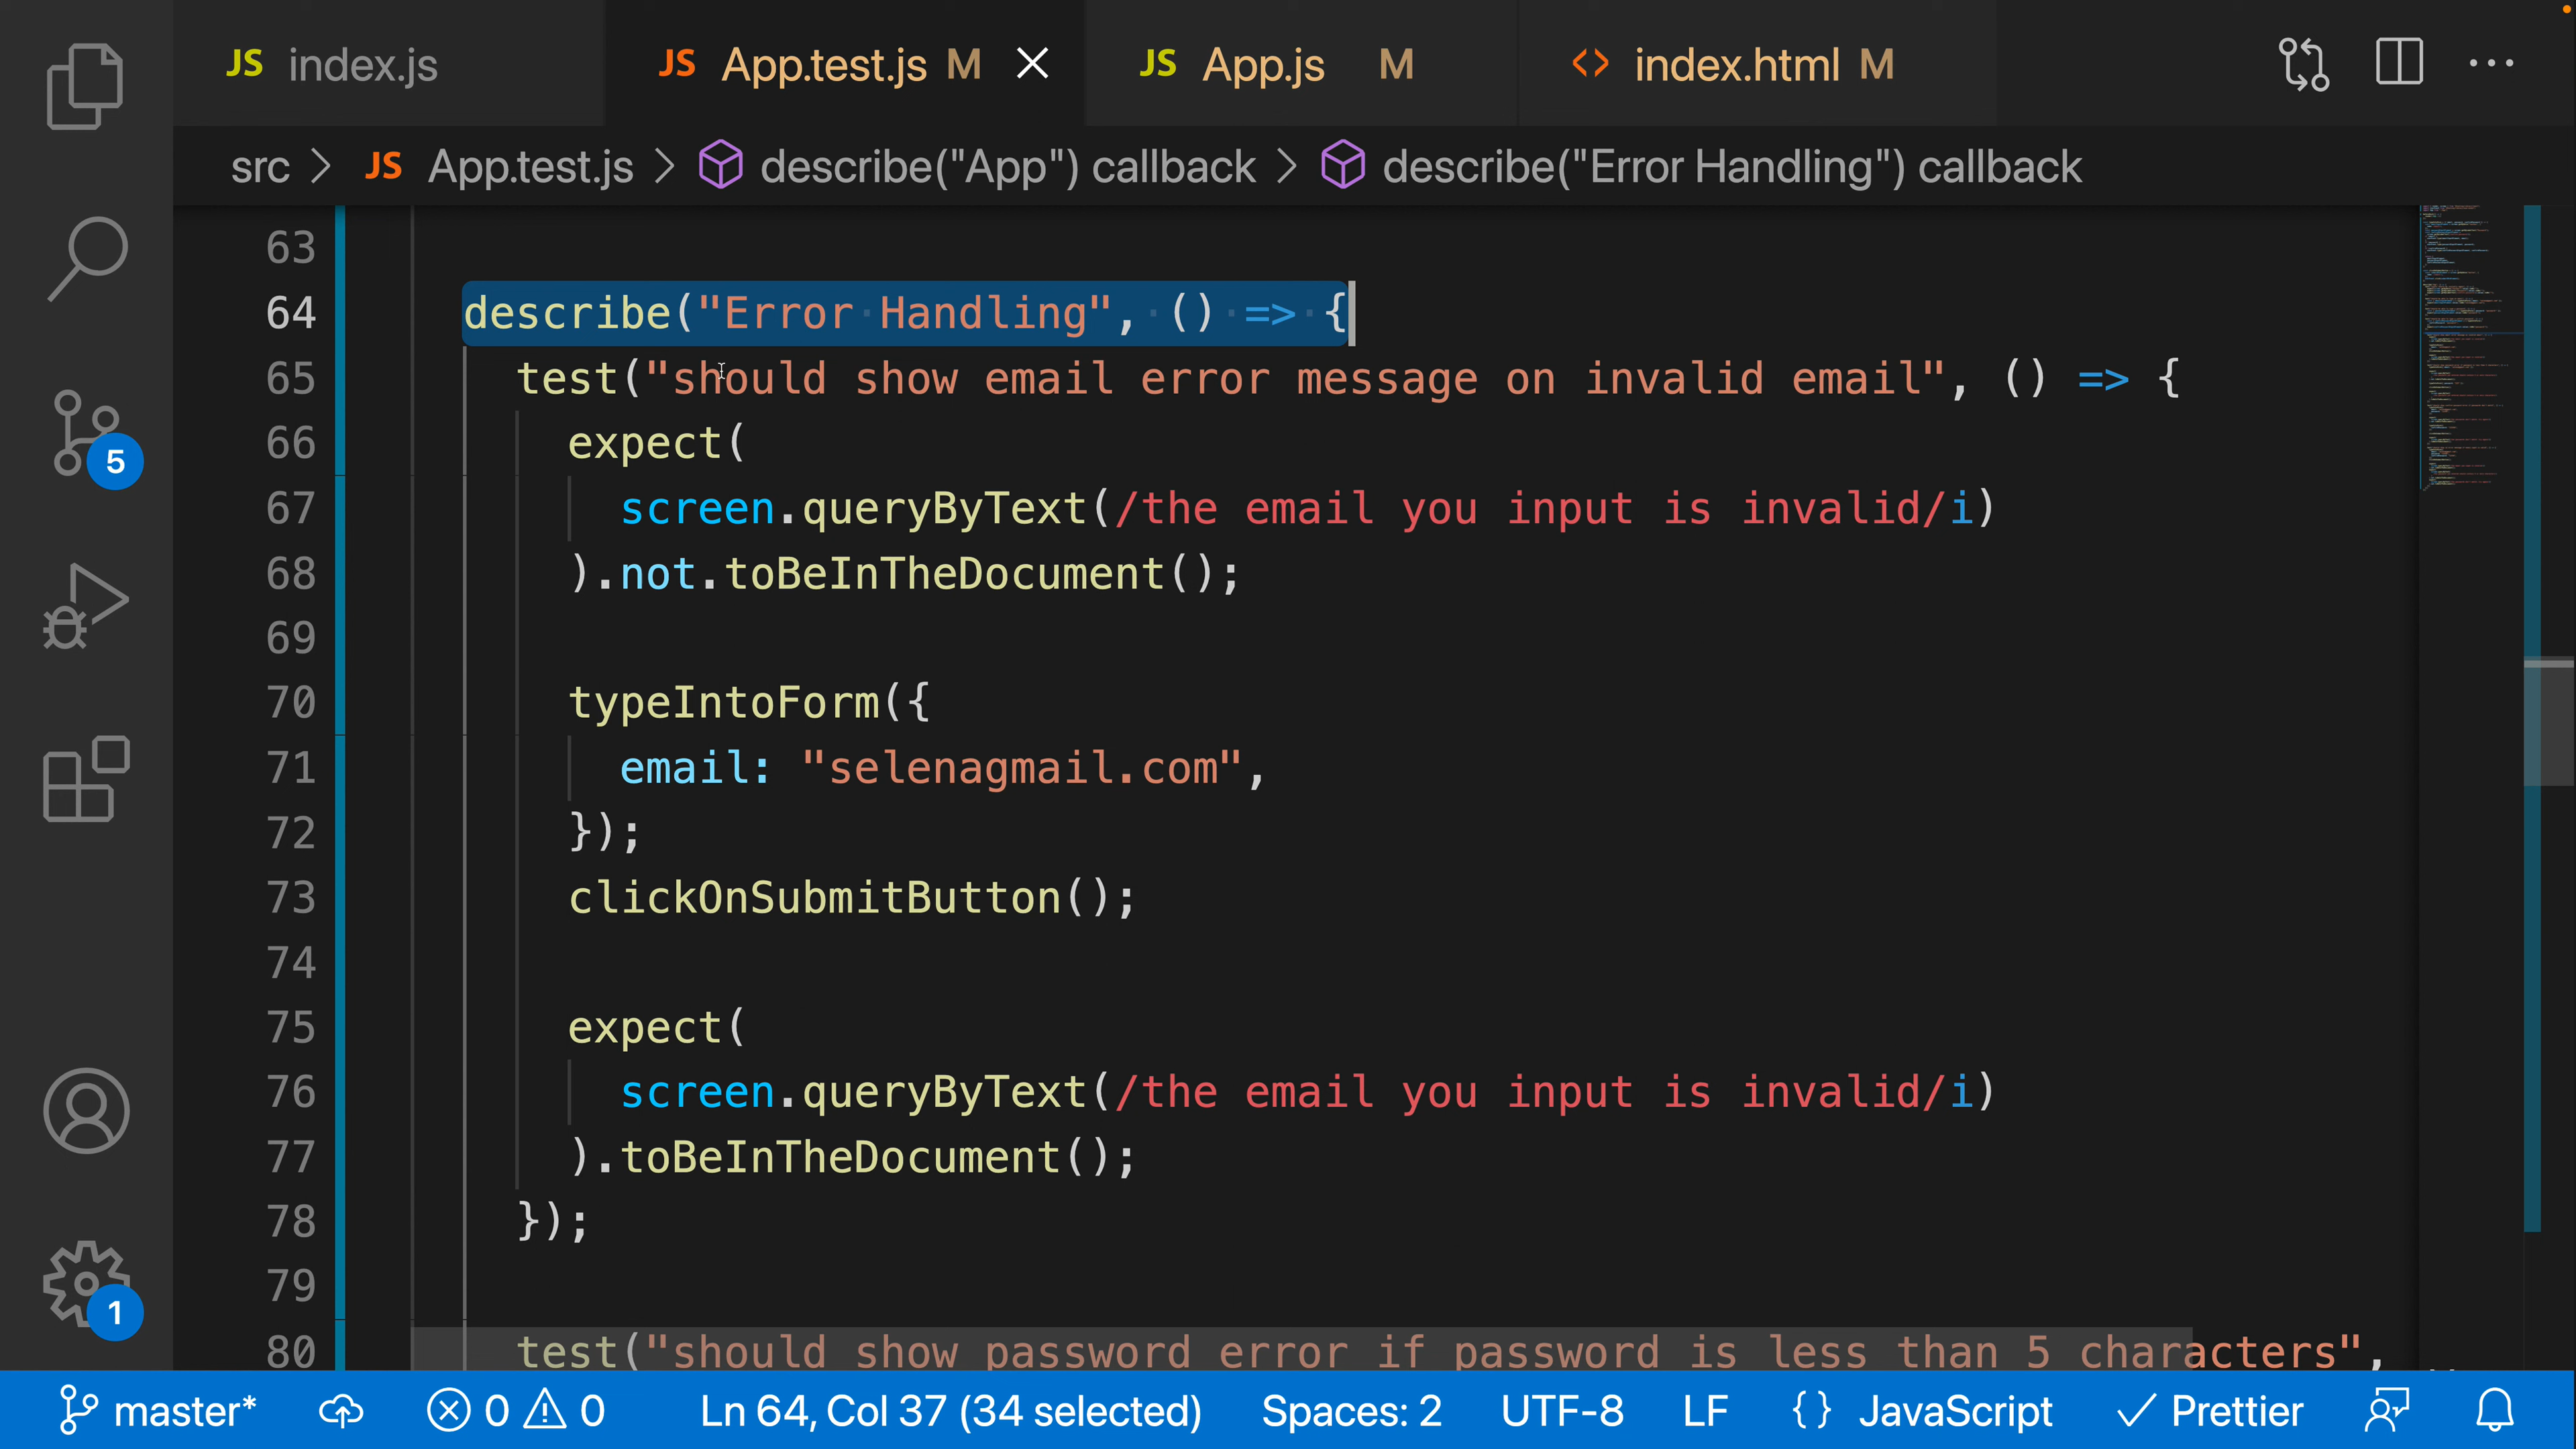 JS index.js JS App.test.js M JS App.js M <> index.html M
src > JS App.test.js > describe("App") callback > describe("Error Handling") callback
63
64 describe("Error Handling", () => {
65 test("should show email error message on invalid email", () => {
66 expect(
67 screen.queryByText(/the email you input is invalid/i)
68 ).not.toBeInTheDocument();
69
70 typeIntoForm({
71 email: "selenagmail.com",
72 });
73 clickOnSubmitButton();
74
75 expect(
76 screen.queryByText(/the email you input is invalid/i)
77 ).toBeInTheDocument();
78 });
79
80 test("should show password error if password is less than 5 characters",
5
1
master* 0 0 Ln 64, Col 37 (34 selected) Spaces: 2 UTF-8 LF {} JavaScript Prettier